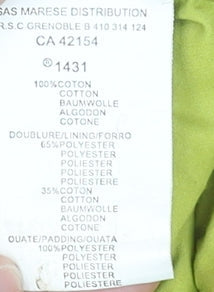 SAS MARESE DISTRIBUTION
R.S.C GRENOBLE B 410 314 124
CA 42154
® 1431
100%COTON
COTTON
BAUMWOLLE
ALGODON
COTONE
DOUBLURE/LINING/FORRO
65%POLYESTER
POLYESTER
POLYESTER
POLIESTER
POLIESTERE
35%COTON
COTTON
BAUMWOLLE
ALGODON
COTONE
OUATE/PADDING/OUATA
100%POLYESTER
POLYESTER
POLIESTER
POLIESTERE